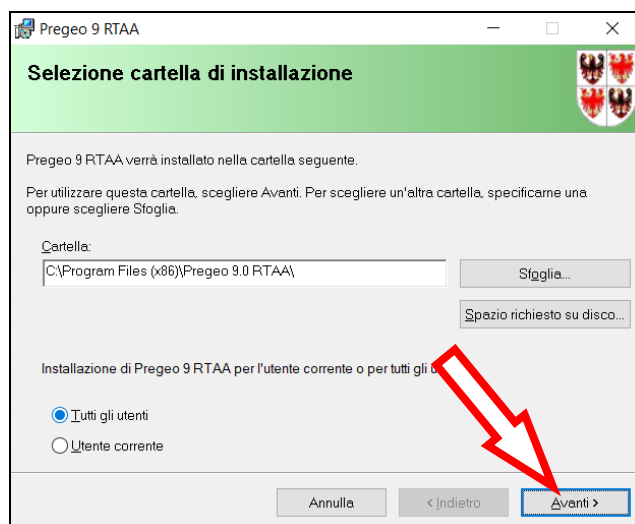 Pregeo 9 RTAA
Selezione cartella di installazione
Pregeo 9 RTAA verrà installato nella cartella seguente.
Per utilizzare questa cartella, scegliere Avanti. Per scegliere un'altra cartella, specificarne una
oppure scegliere Sfoglia.
Cartella:
C:\Program Files (x86)\Pregeo 9.0 RTAA\
Sfoglia...
Spazio richiesto su disco...
Installazione di Pregeo 9 RTAA per l'utente corrente o per tutti gli
Tutti gli utenti
Utente corrente
Annulla
< Indietro
Avanti >